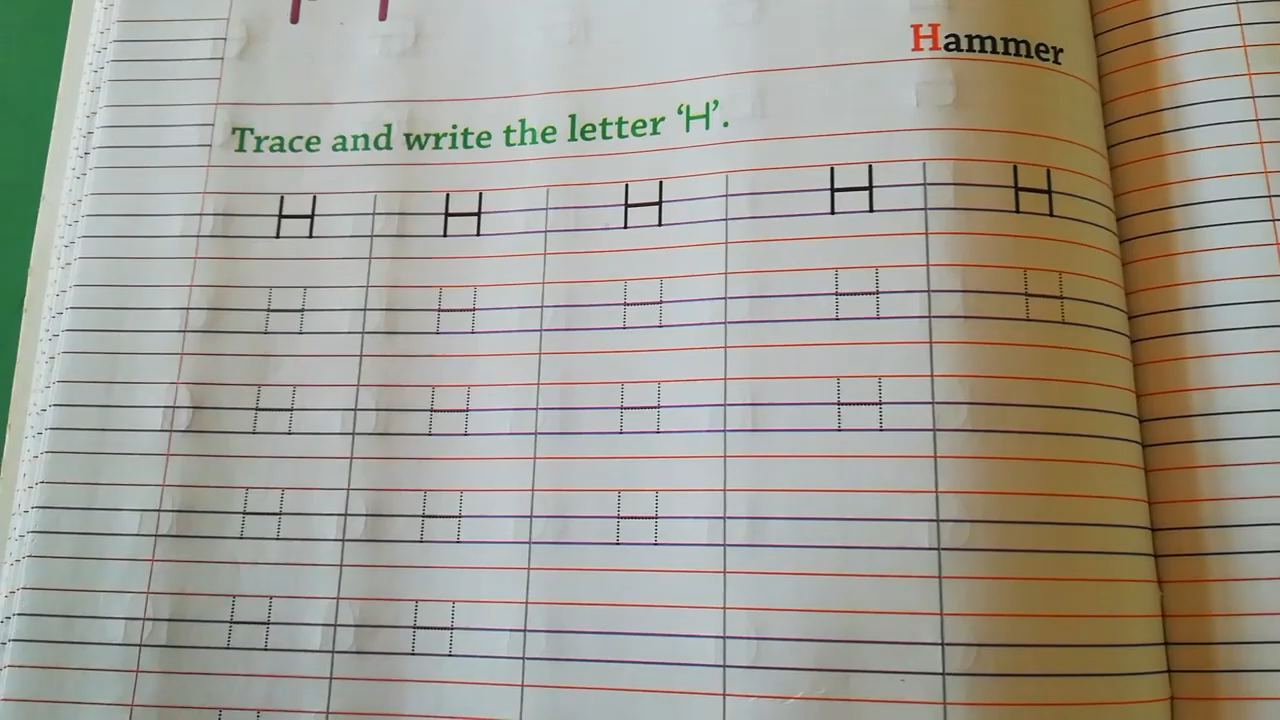 Hammer
Trace and write the letter ‘H’.
H H H H H
H H H H H
H H H H
H H H
H H